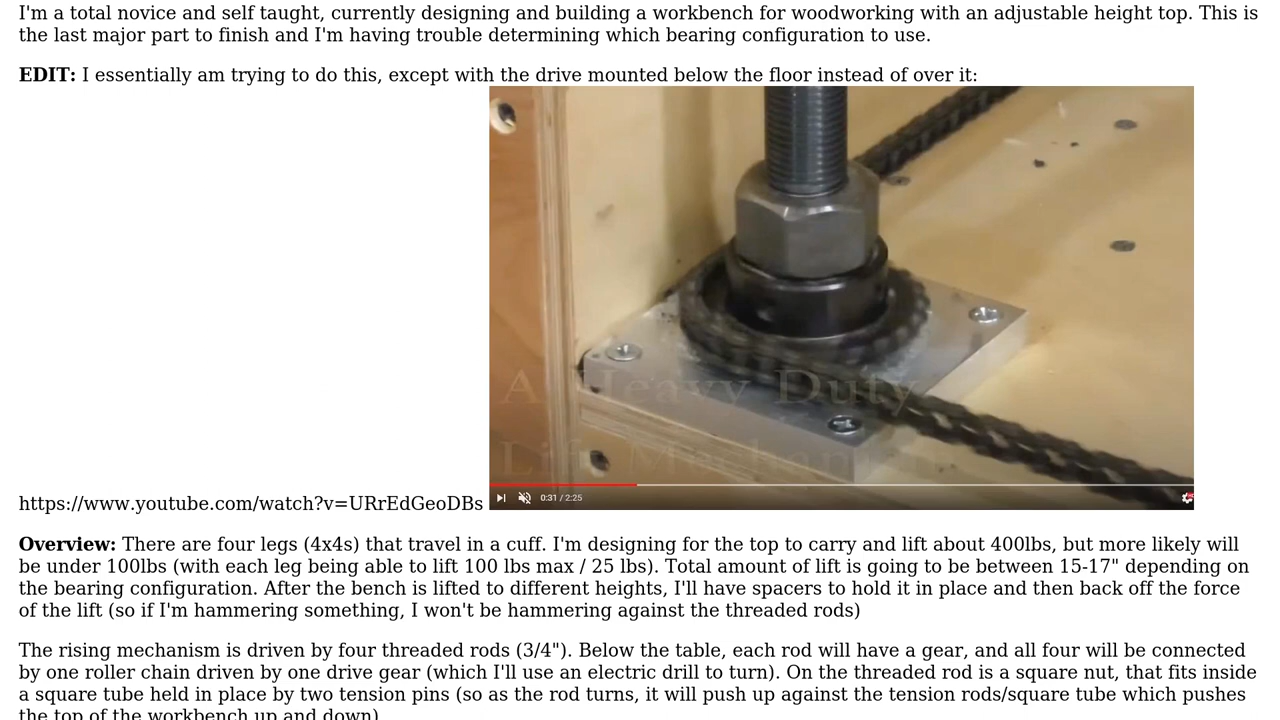 I'm a total novice and self taught, currently designing and building a workbench for woodworking with an adjustable height top. This is
the last major part to finish and I'm having trouble determining which bearing configuration to use.
EDIT: I essentially am trying to do this, except with the drive mounted below the floor instead of over it:
A Heavy Duty
Lift Mechanism
0:31 / 2:25
https://www.youtube.com/watch?v=URrEdGeoDBs
Overview: There are four legs (4x4s) that travel in a cuff. I'm designing for the top to carry and lift about 400lbs, but more likely will
be under 100lbs (with each leg being able to lift 100 lbs max / 25 lbs). Total amount of lift is going to be between 15-17" depending on
the bearing configuration. After the bench is lifted to different heights, I'll have spacers to hold it in place and then back off the force
of the lift (so if I'm hammering something, I won't be hammering against the threaded rods)
The rising mechanism is driven by four threaded rods (3/4"). Below the table, each rod will have a gear, and all four will be connected
by one roller chain driven by one drive gear (which I'll use an electric drill to turn). On the threaded rod is a square nut, that fits inside
a square tube held in place by two tension pins (so as the rod turns, it will push up against the tension rods/square tube which pushes
the top of the workbench up and down)